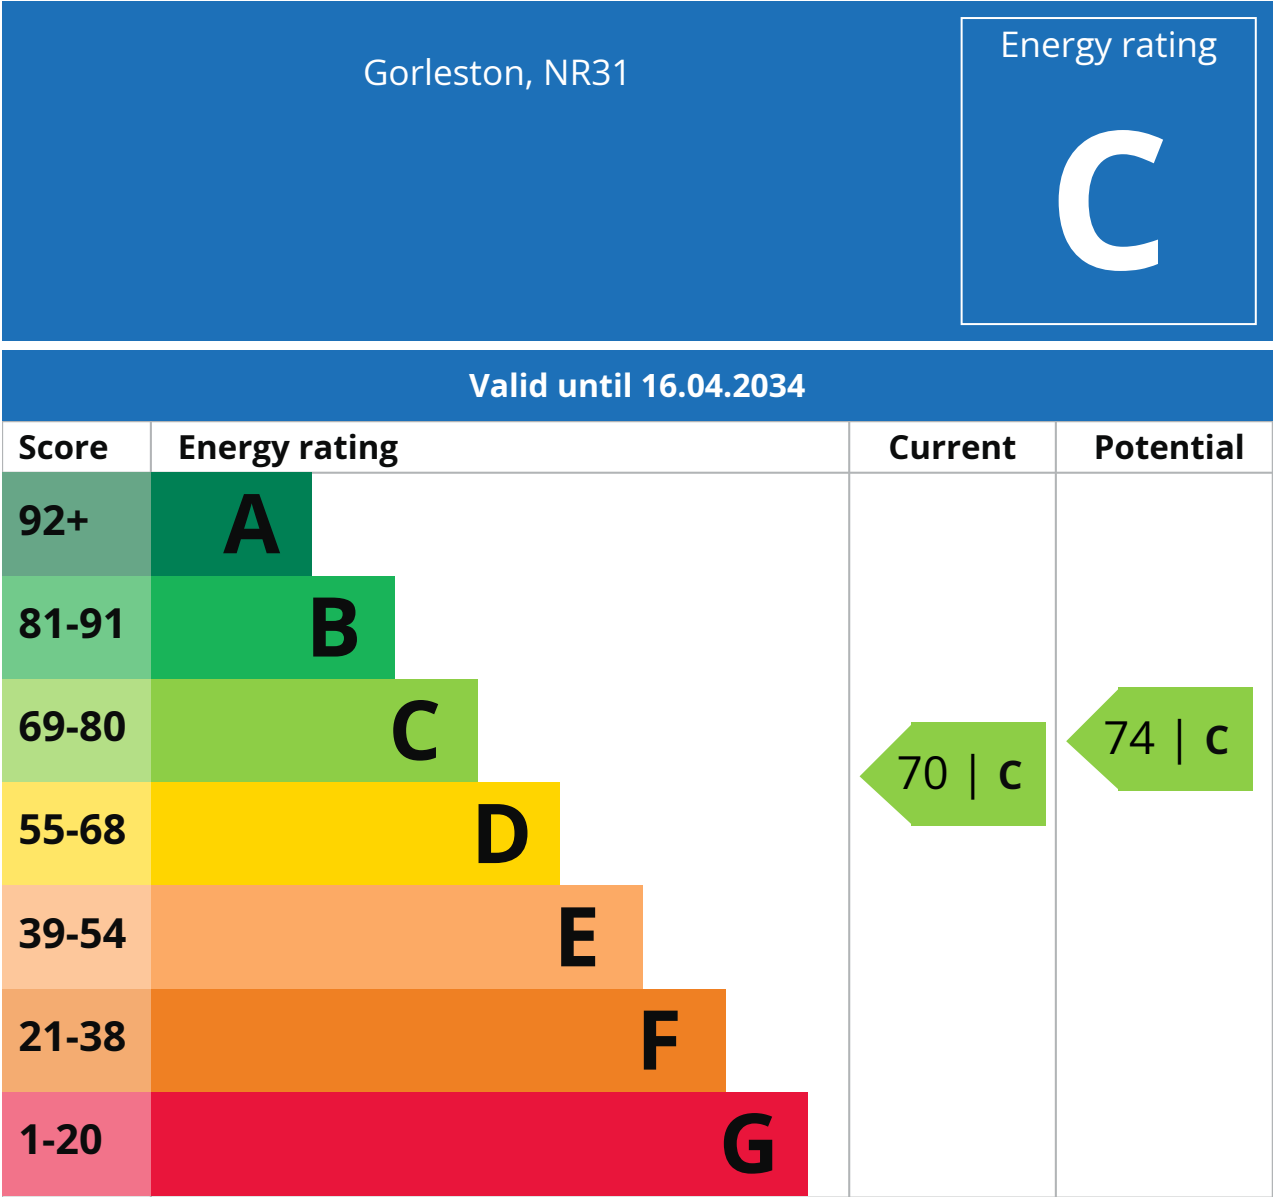 Gorleston, NR31
Energy rating
C
Valid until 16.04.2034
Score Energy rating Current Potential
92+ A
81-91 B
69-80 C
70 | C
74 | C
55-68 D
39-54 E
21-38 F
1-20 G